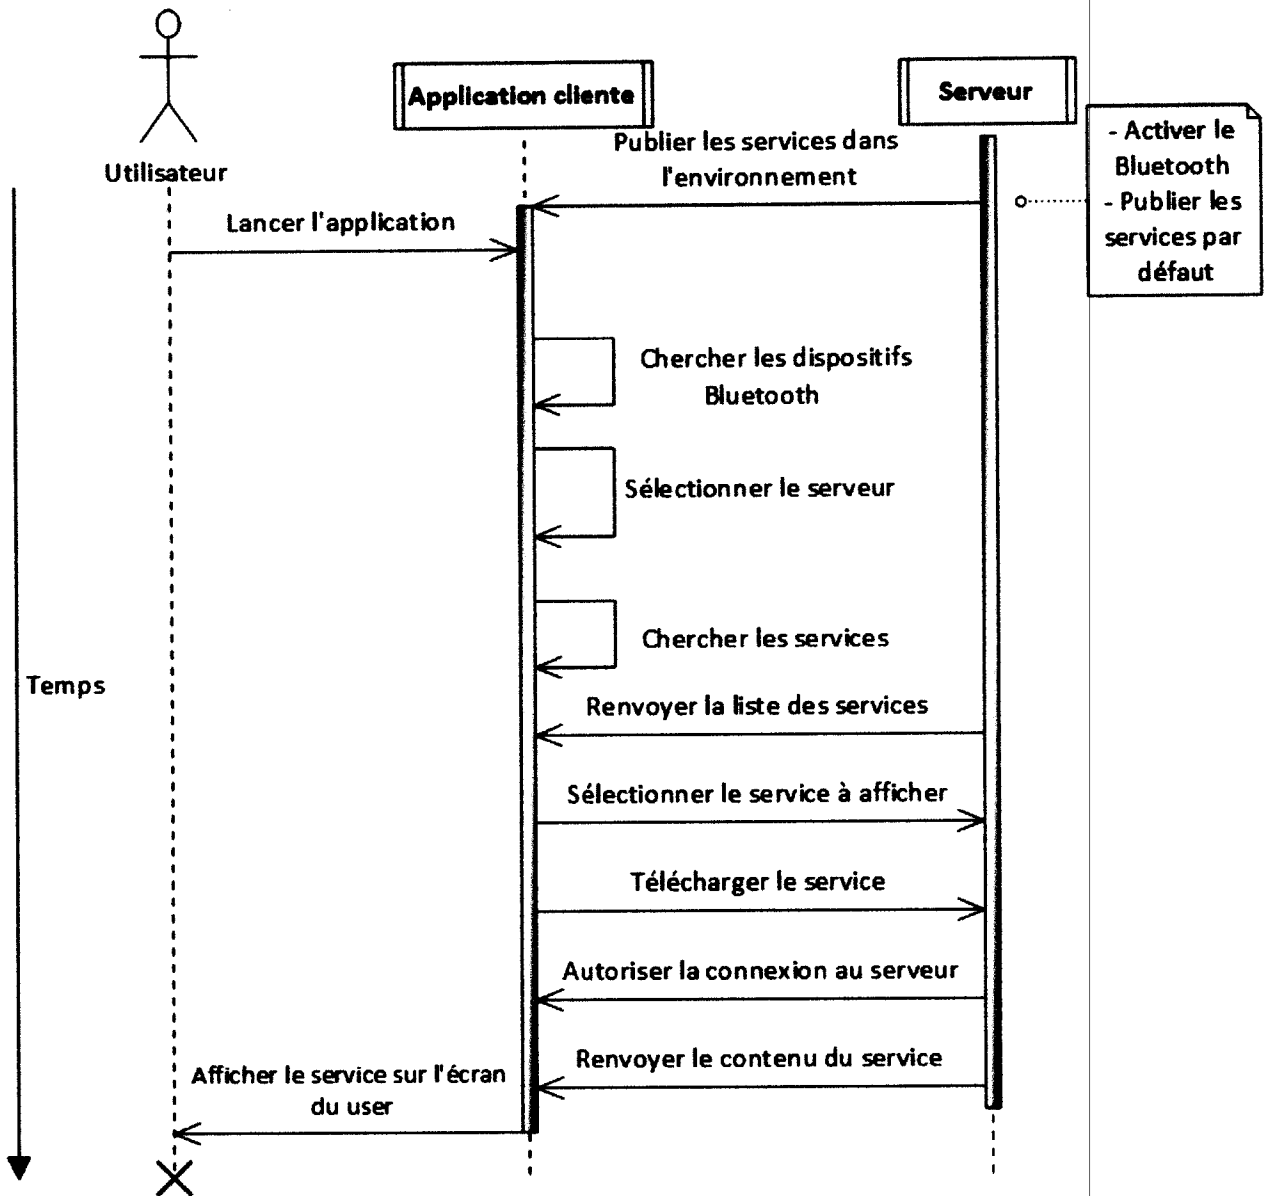 Utilisateur
Application cliente
Serveur
- Activer le
Bluetooth
- Publier les
services par
défaut
Publier les services dans
l'environnement
Lancer l'application
Chercher les dispositifs
Bluetooth
Sélectionner le serveur
Chercher les services
Temps
Renvoyer la liste des services
Sélectionner le service à afficher
Télécharger le service
Autoriser la connexion au serveur
Renvoyer le contenu du service
Afficher le service sur l'écran
du user